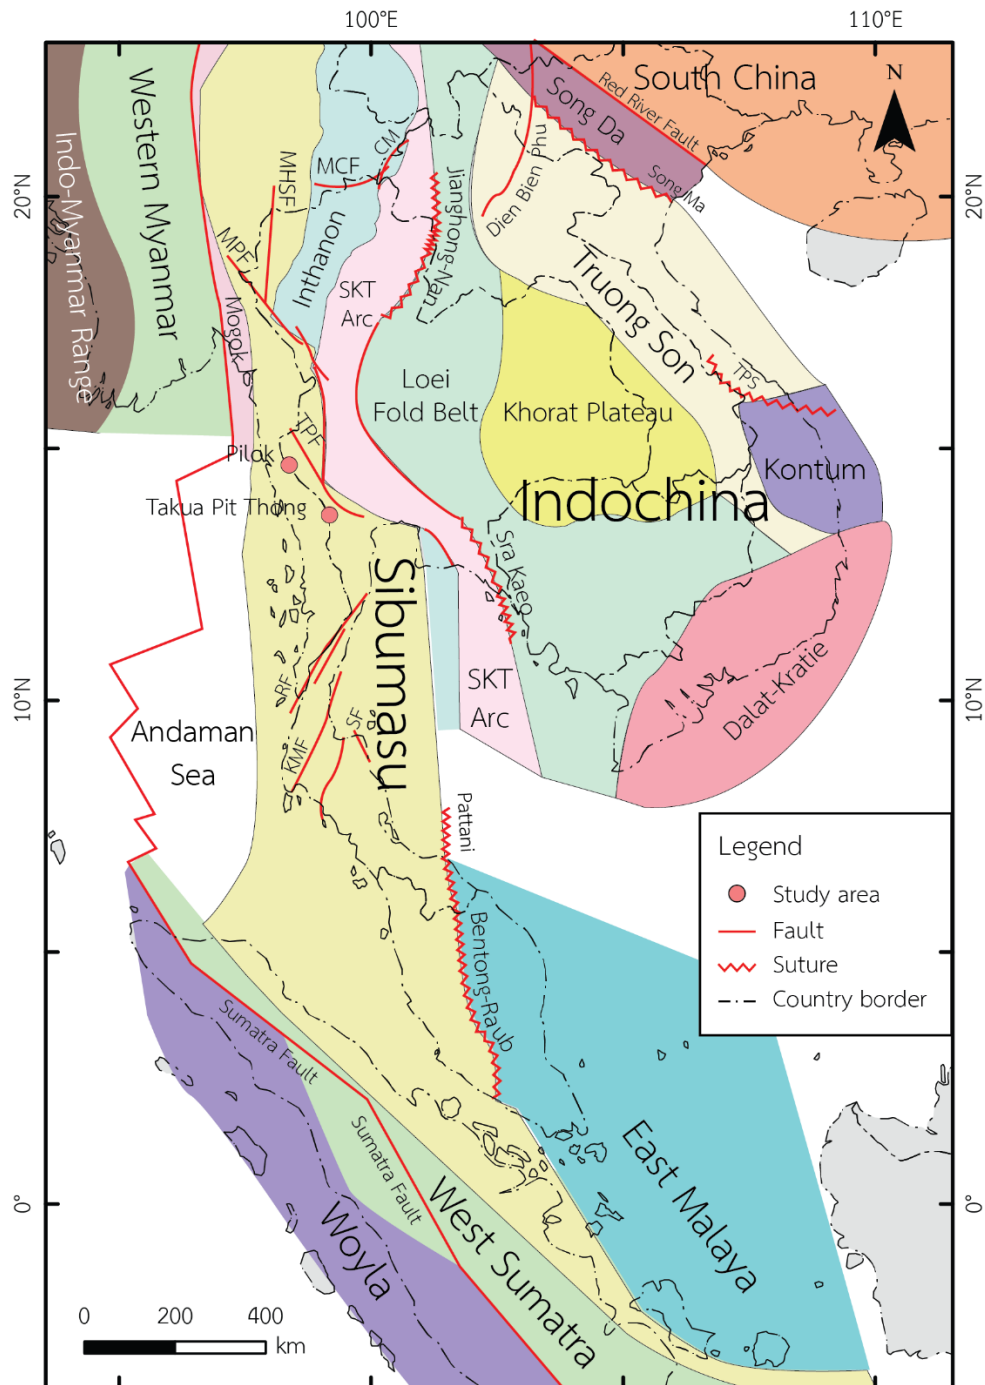 100°E
110°E
South China
N
Red River Fault
Song Da
Song Ma
Western Myanmar
Indo-Myanmar Range
20°N
20°N
MHSF
MCF
CM
Jianghong-Nan
Dien Bien Phu
MPF
Inthanon
SKT
Arc
Truong Son
Mogok
TPS
Loei
Fold Belt
Khorat Plateau
TPF
Pilok
Kontum
Takua Pit Thong
Indochina
Sra Kaeo
Sibumasu
SKT
Arc
Dalat-Kratie
10°N
10°N
RF
SF
KMF
Andaman
Sea
Pattani
Bentong-Raub
Legend
Study area
Fault
Suture
Country border
Sumatra Fault
Sumatra Fault
East Malaya
West Sumatra
Woyla
0°
0°
0
200
400
km